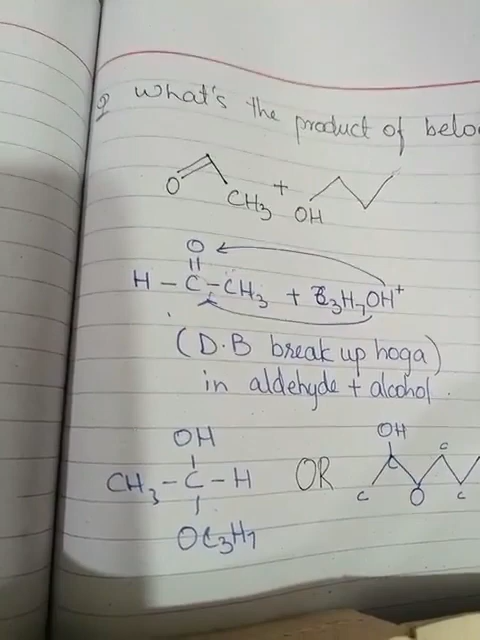 Q What's the product of belo
O CH3 + OH
O
H - C - CH3 + C3H7OH+
(D.B break up hoga)
in aldehyde + alcohol.
OH OH
CH3 - C - H OR C C O C C
OC3H7